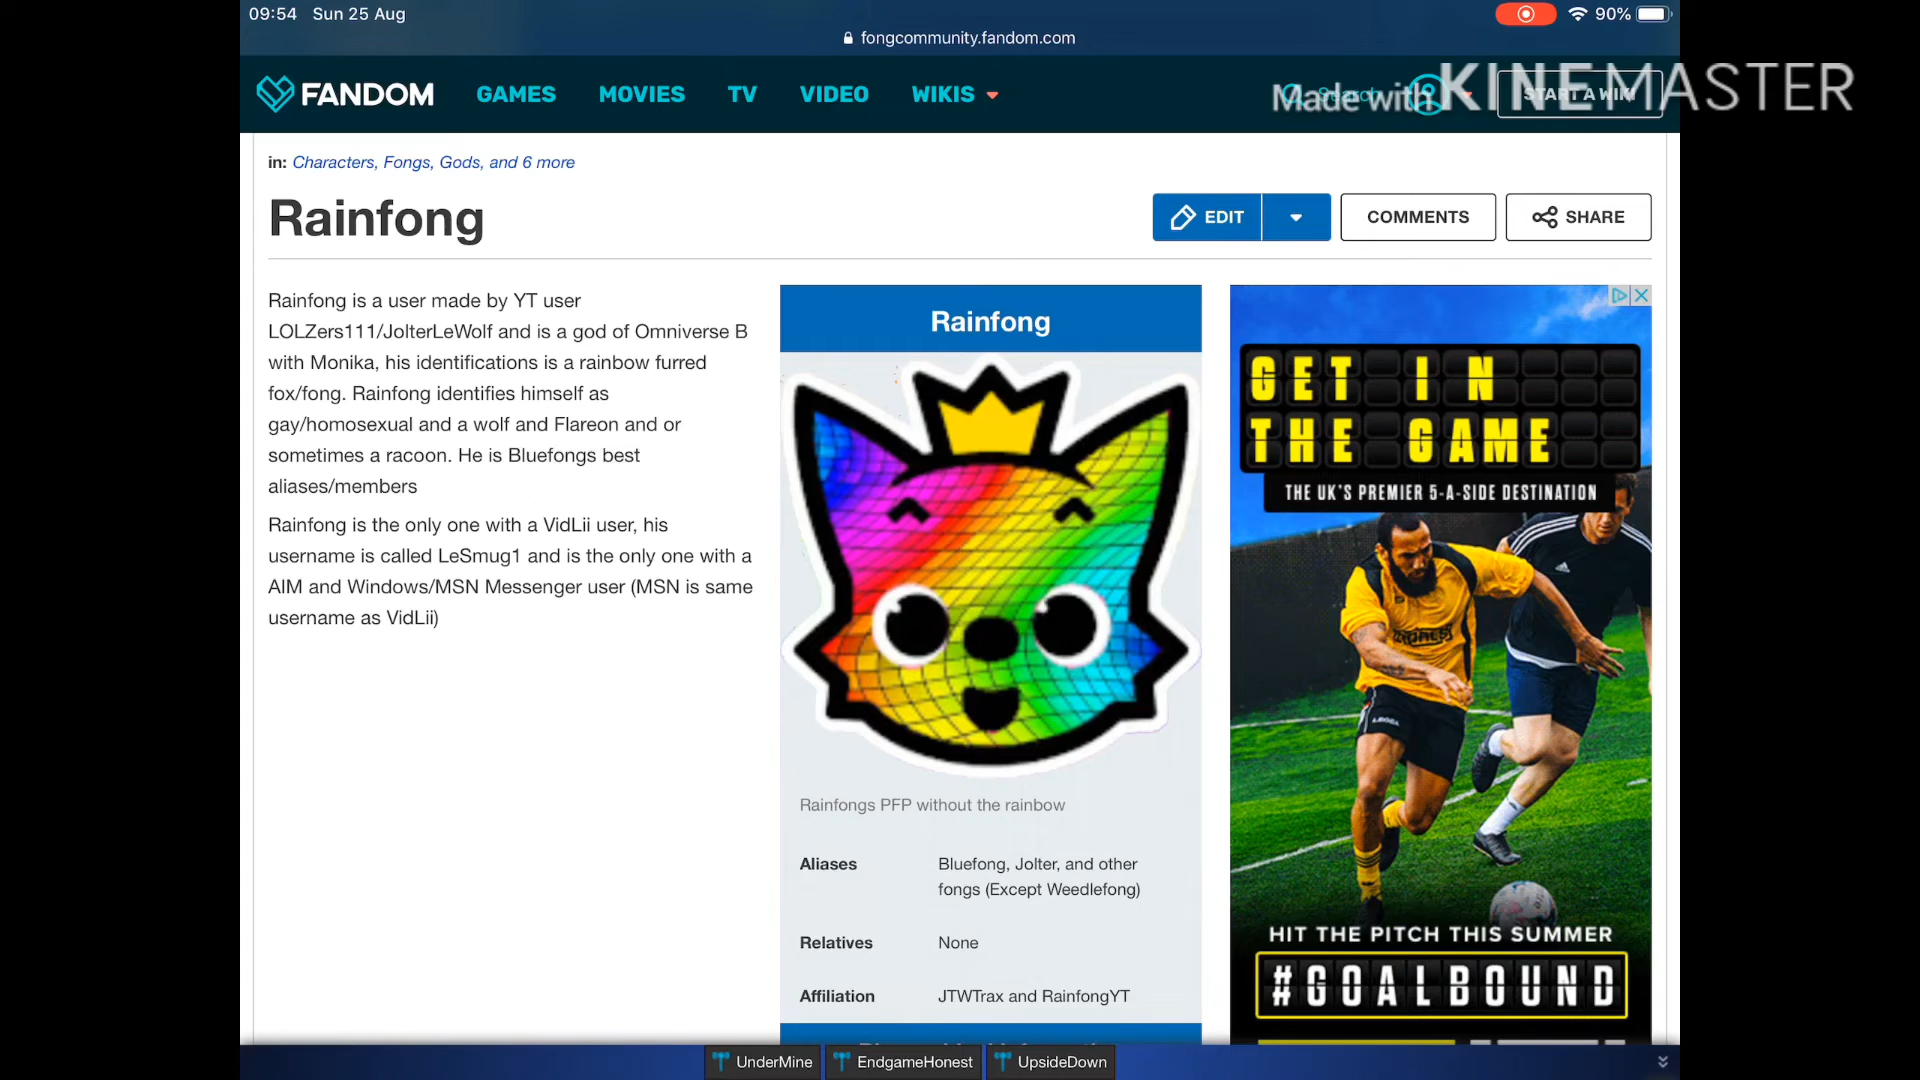 09:54 Sun 25 Aug
90%
fongcommunity.fandom.com
FANDOM GAMES MOVIES TV VIDEO WIKIS
Search
START A WIKI
Made with KINEMASTER
in: Characters, Fongs, Gods, and 6 more
Rainfong
EDIT
COMMENTS
SHARE
Rainfong is a user made by YT user
LOLZers111/JolterLeWolf and is a god of Omniverse B
with Monika, his identifications is a rainbow furred
fox/fong. Rainfong identifies himself as
gay/homosexual and a wolf and Flareon and or
sometimes a racoon. He is Bluefongs best
aliases/members
Rainfong is the only one with a VidLii user, his
username is called LeSmug1 and is the only one with a
AIM and Windows/MSN Messenger user (MSN is same
username as VidLii)
Rainfong
Rainfongs PFP without the rainbow
Aliases Bluefong, Jolter, and other
fongs (Except Weedlefong)
Relatives None
Affiliation JTWTrax and RainfongYT
GET IN
THE GAME
THE UK'S PREMIER 5-A-SIDE DESTINATION
HIT THE PITCH THIS SUMMER
#GOALBOUND
UnderMine
EndgameHonest
UpsideDown